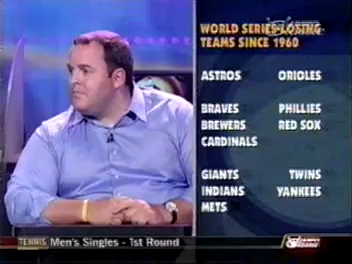 WORLD SERIES LOSING
TEAMS SINCE 1960
ASTROS ORIOLES
BRAVES PHILLIES
BREWERS RED SOX
CARDINALS
GIANTS TWINS
INDIANS YANKEES
METS
TENNIS Men's Singles - 1st Round